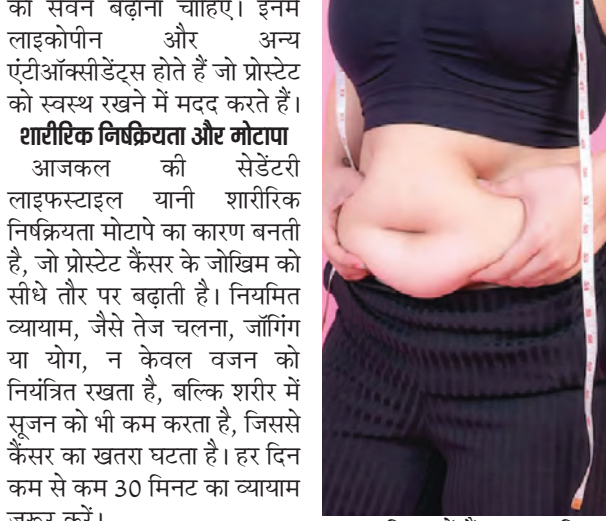 का सेवन बढ़ाना चाहिए। इनमें
लाइकोपीन और अन्य
एंटीऑक्सीडेंट्स होते हैं जो प्रोस्टेट
को स्वस्थ रखने में मदद करते हैं।
शारीरिक निष्क्रियता और मोटापा
आजकल की सेडेंटरी
लाइफस्टाइल यानी शारीरिक
निष्क्रियता मोटापे का कारण बनती
है, जो प्रोस्टेट कैंसर के जोखिम को
सीधे तौर पर बढ़ाती है। नियमित
व्यायाम, जैसे तेज चलना, जॉगिंग
या योग, न केवल वजन को
नियंत्रित रखता है, बल्कि शरीर में
सूजन को भी कम करता है, जिससे
कैंसर का खतरा घटता है। हर दिन
कम से कम 30 मिनट का व्यायाम
जरूर करें।